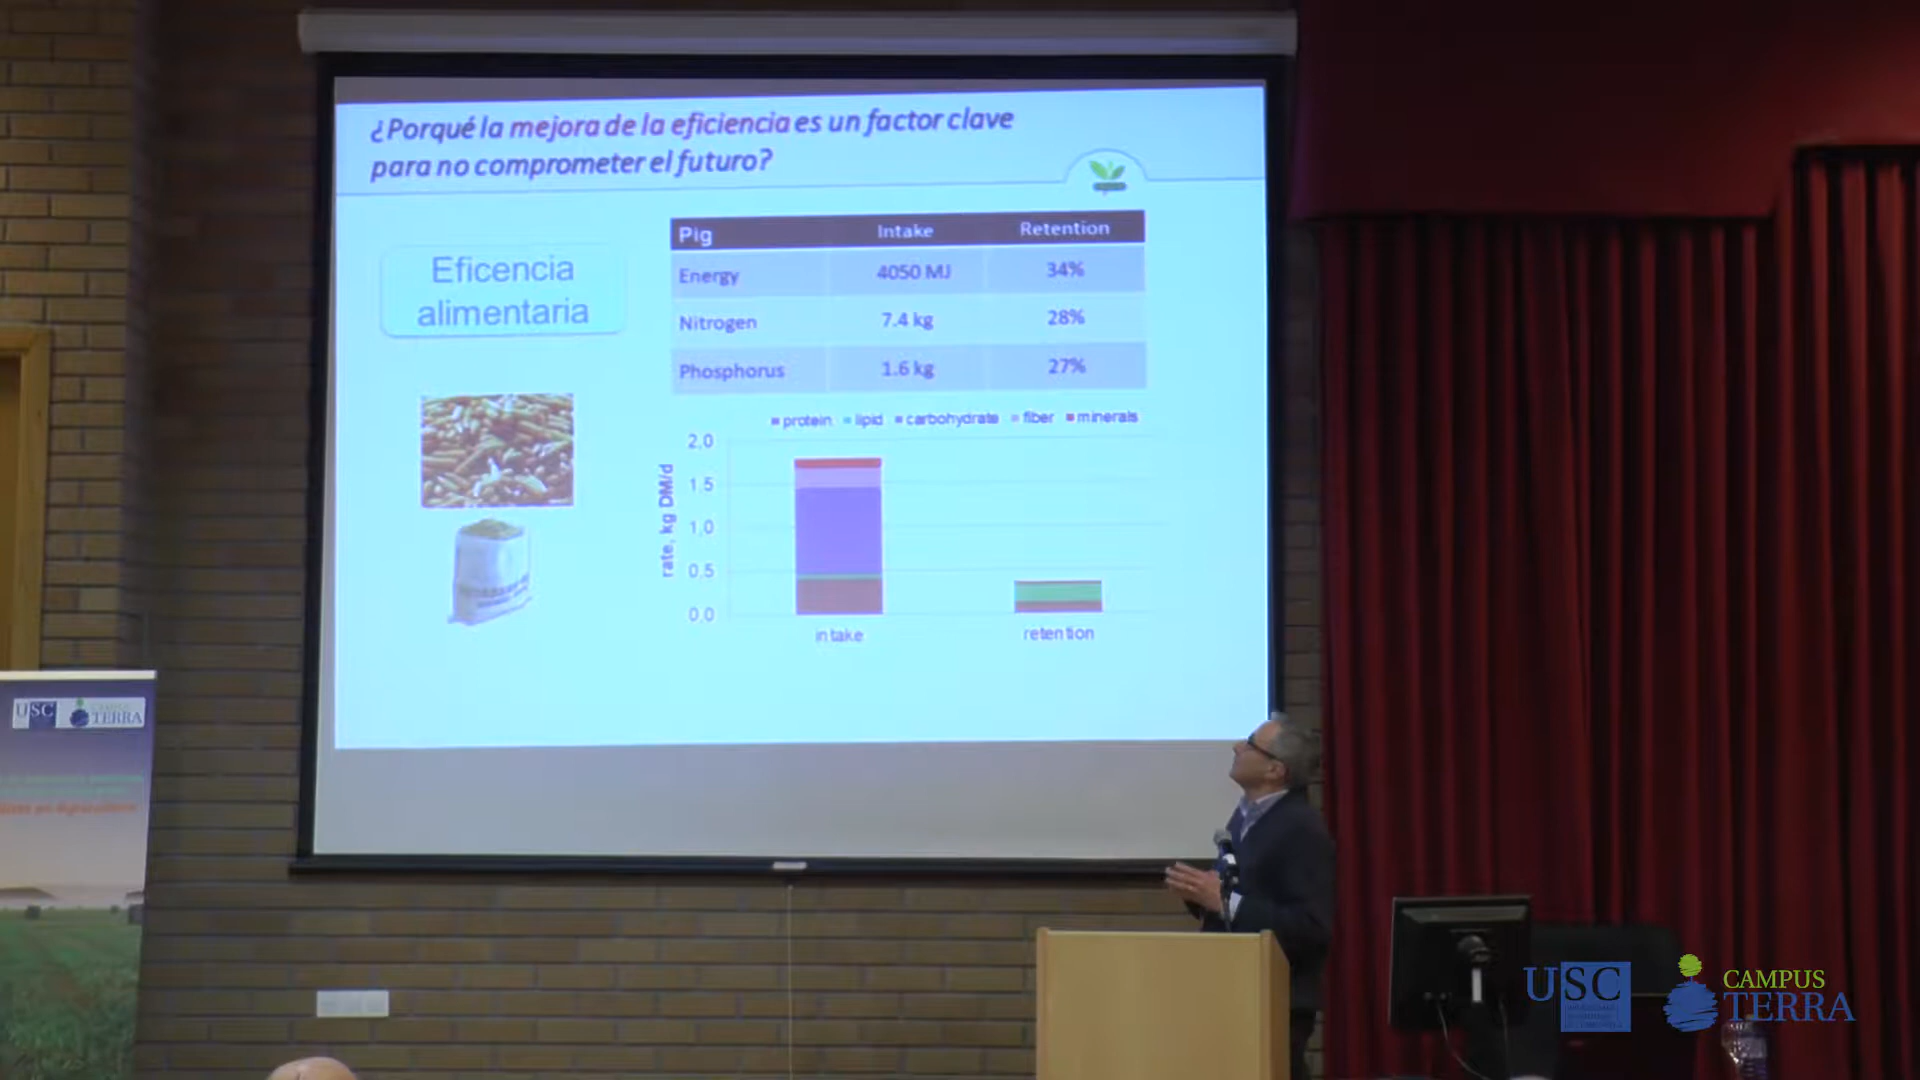 ¿Porqué la mejora de la eficiencia es un factor clave
para no comprometer el futuro?
Eficencia
alimentaria
Pig Intake Retention
Energy 4050 MJ 34%
Nitrogen 7.4 kg 28%
Phosphorus 1.6 kg 27%
protein lipid carbohydrate fiber minerals
rate, kg DM/d
2,0
1,5
1,0
0,5
0,0
intake retention
USC CAMPUS TERRA
USC
CAMPUS
TERRA